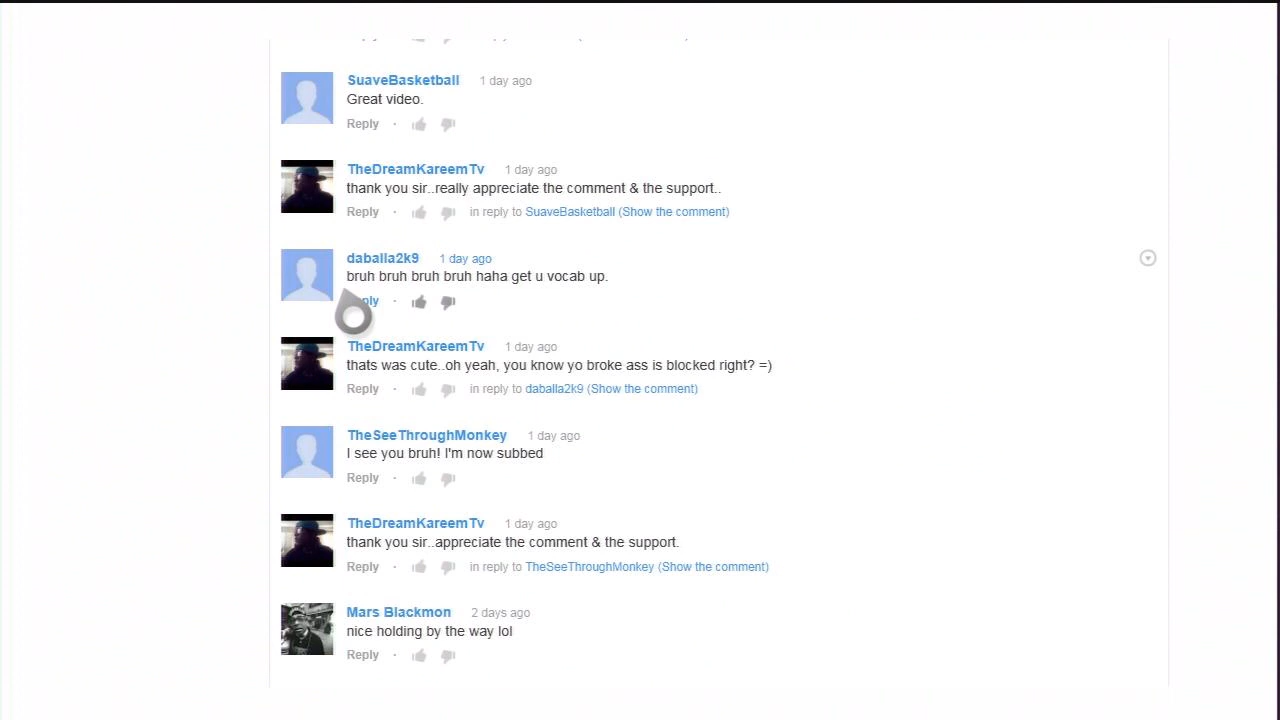 SuaveBasketball 1 day ago
Great video.
Reply ·
TheDreamKareemTv 1 day ago
thank you sir..really appreciate the comment & the support..
Reply · in reply to SuaveBasketball (Show the comment)
daballa2k9 1 day ago
bruh bruh bruh bruh haha get u vocab up.
TheDreamKareemTv 1 day ago
thats was cute..oh yeah, you know yo broke ass is blocked right? =)
Reply · in reply to daballa2k9 (Show the comment)
TheSeeThroughMonkey 1 day ago
I see you bruh! I'm now subbed
Reply ·
TheDreamKareemTv 1 day ago
thank you sir..appreciate the comment & the support.
Reply · in reply to TheSeeThroughMonkey (Show the comment)
Mars Blackmon 2 days ago
nice holding by the way lol
Reply ·